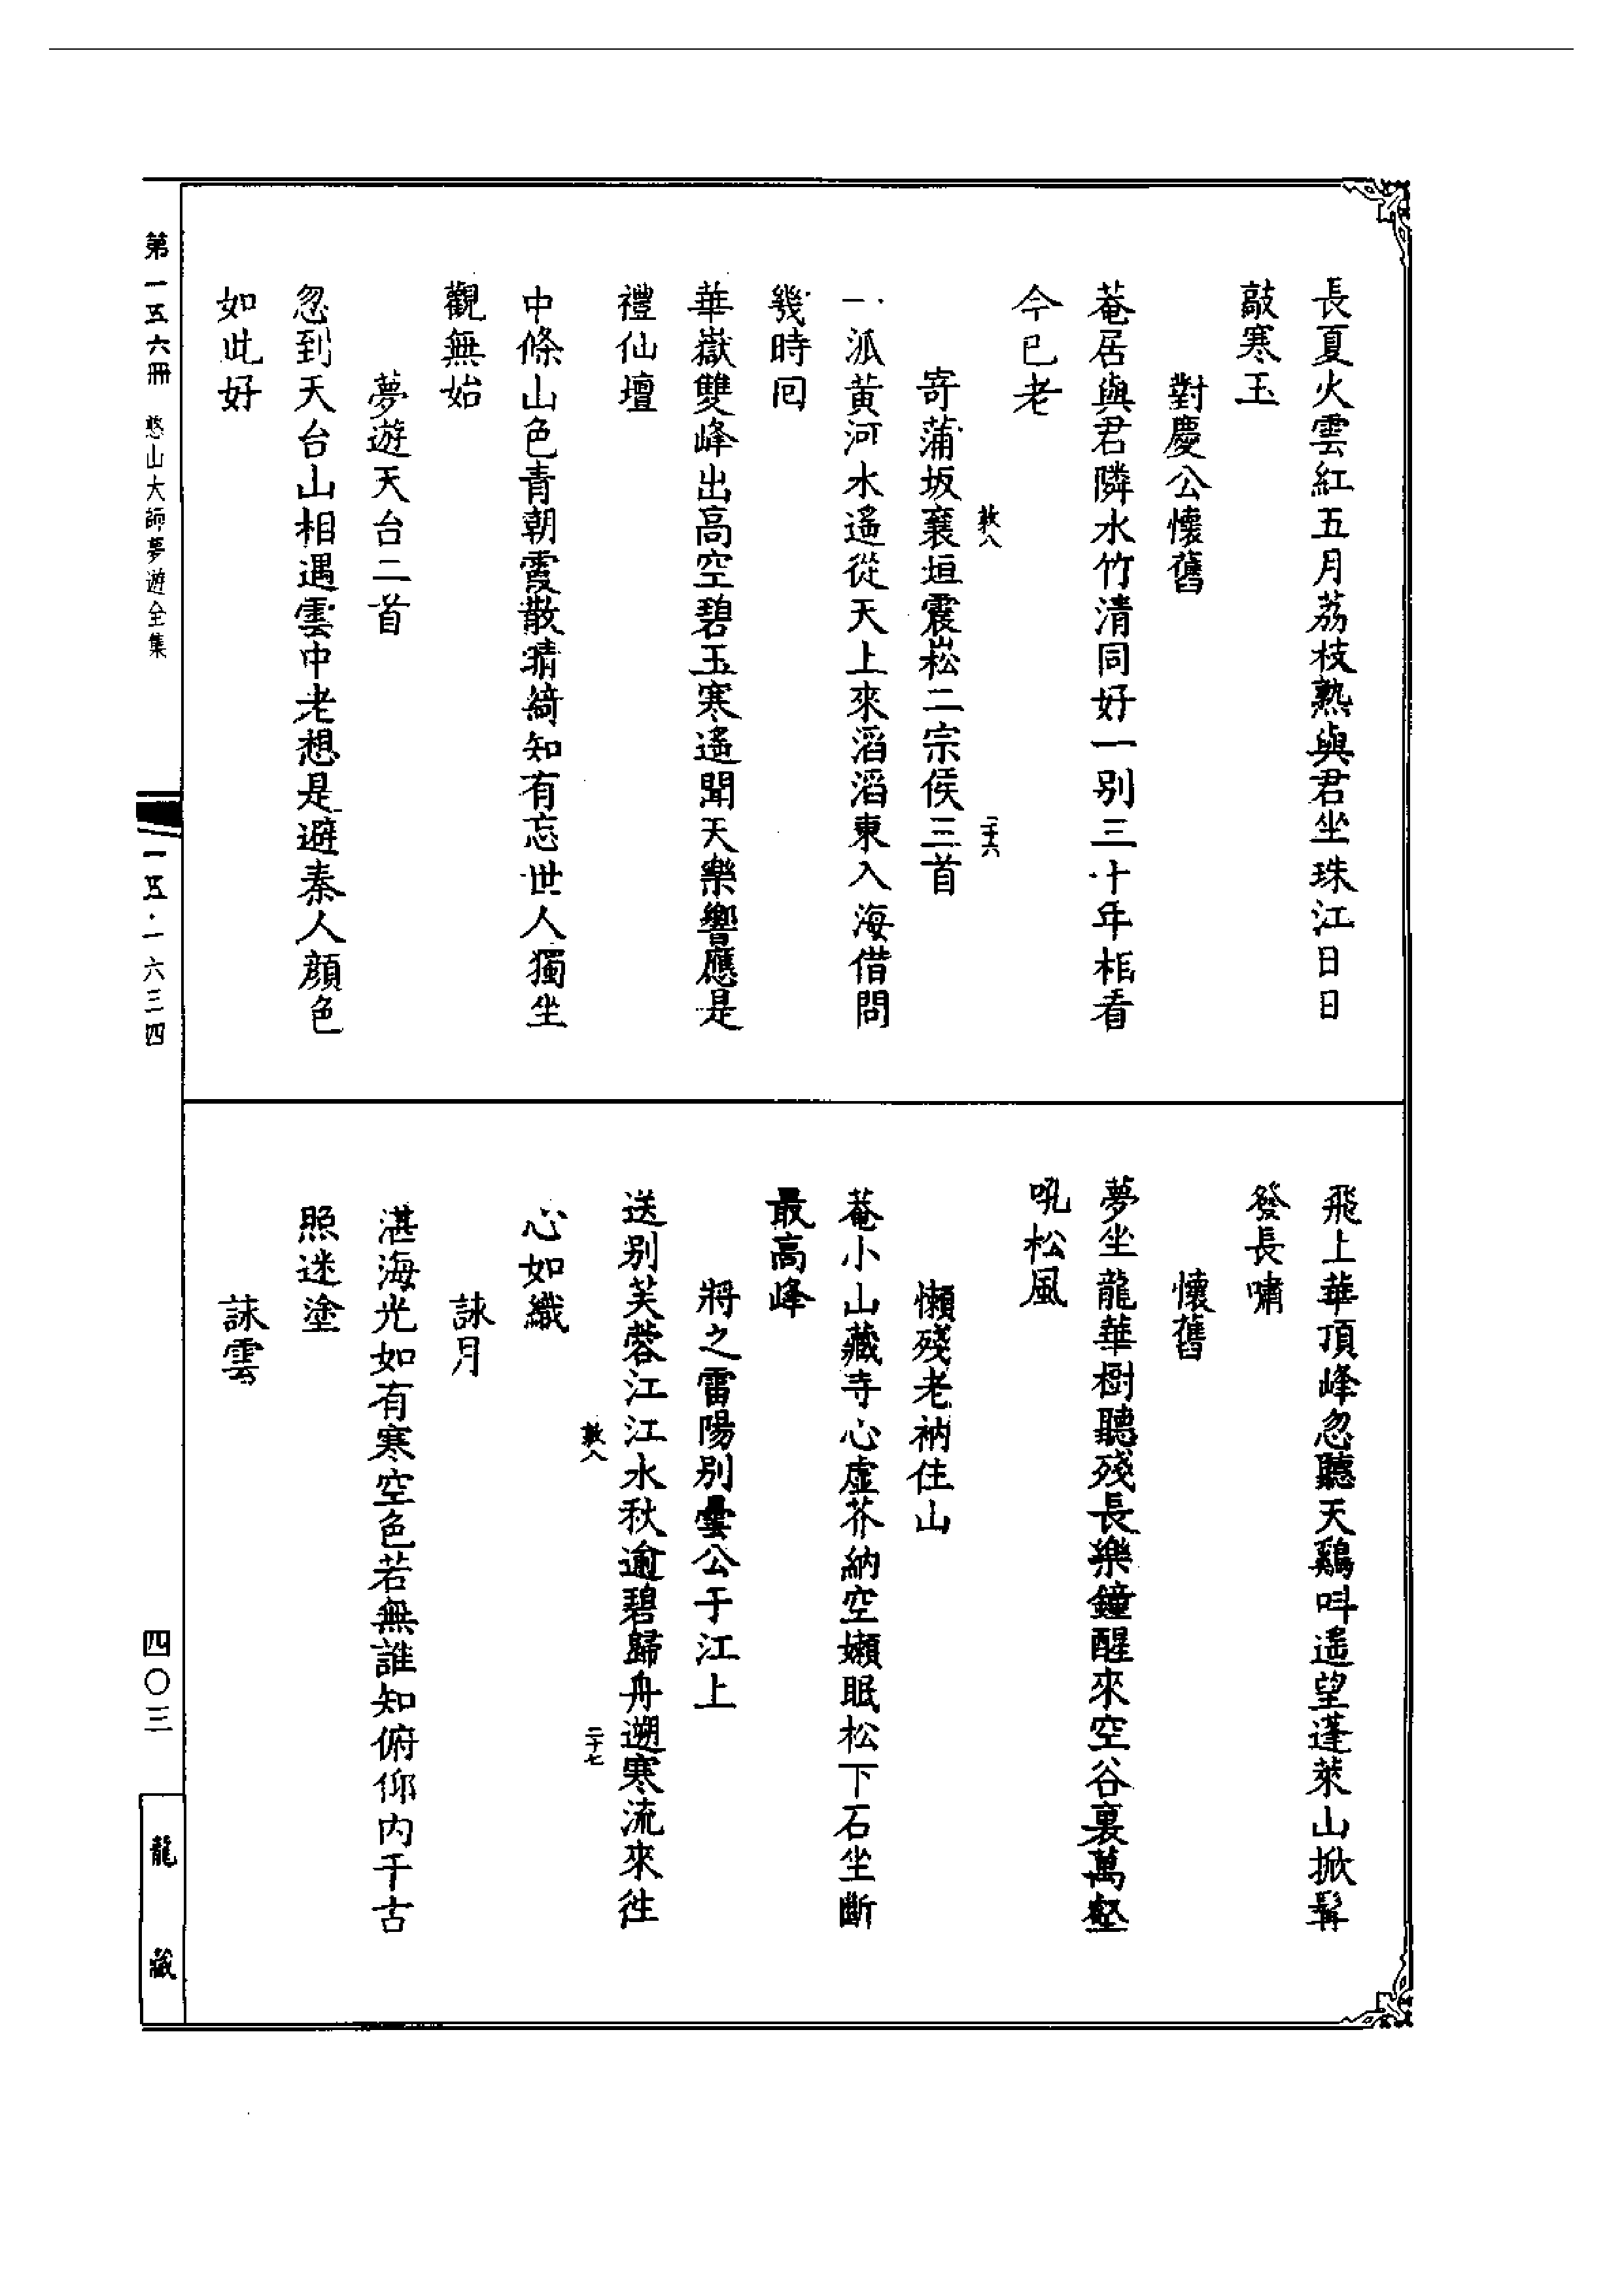 長夏火雲紅五月荔枝熟與君坐珠江日日
敲寒玉
對慶公懷舊
菴居與君隣水竹清同好一別三十年相看
今已老
寄蒲坂襄垣震崧二宗侯三首
一派黃河水遙從天上來滔滔東入海借問
幾時回
華嶽雙峰出高空碧玉寒遙聞天樂響應是
禮仙壇
中條山色青朝霞散晴綺知有忘世人獨坐
觀無始
夢遊天台二首
忽到天台山相遇雲中老想是避秦人顏色
如此好
飛上華頂峰忽聽天鷄呌遙望蓬萊山掀髯
發長嘯
懷舊
夢坐龍華樹聽殘長樂鐘醒來空谷裏萬壑
吼松風
懶殘老衲住山
菴小山藏寺心虛芥納空嬾眠松下石坐斷
最高峰
將之雷陽別曇公于江上
送別芙蓉江江水秋逾碧歸舟遡寒流來徃
心如織
詠月
湛海光如有寒空色若無誰知俯仰內千古
照迷塗
詠雲
二十六
二十七
第一五六冊 憨山大師夢遊全集
一五·一六三四
四〇三
龍藏